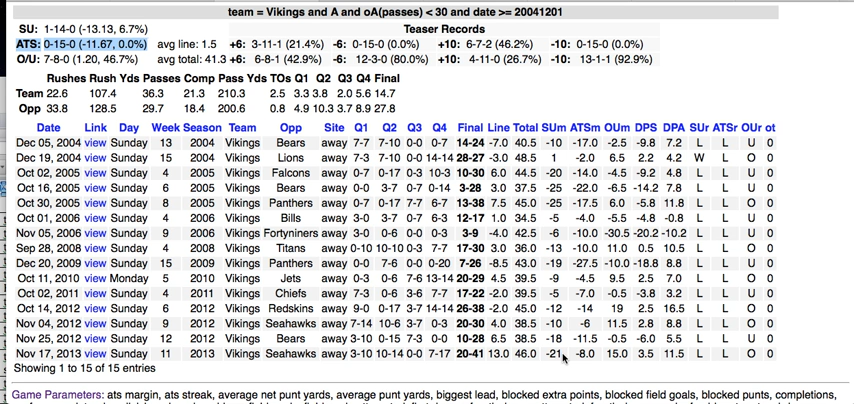 team = Vikings and A and oA(passes) < 30 and date >= 20041201
SU: 1-14-0 (-13.13, 6.7%) Teaser Records
ATS: 0-15-0 (-11.67, 0.0%) avg line: 1.5 +6: 3-11-1 (21.4%) -6: 0-15-0 (0.0%) +10: 6-7-2 (46.2%) -10: 0-15-0 (0.0%)
O/U: 7-8-0 (1.20, 46.7%) avg total: 41.3 +6: 6-8-1 (42.9%) -6: 12-3-0 (80.0%) +10: 4-11-0 (26.7%) -10: 13-1-1 (92.9%)
Rushes Rush Yds Passes Comp Pass Yds TOs Q1 Q2 Q3 Q4 Final
Team 22.6 107.4 36.3 21.3 210.3 2.5 3.3 3.8 2.0 5.6 14.7
Opp 33.8 128.5 29.7 18.4 200.6 0.8 4.9 10.3 3.7 8.9 27.8
Date Link Day Week Season Team Opp Site Q1 Q2 Q3 Q4 Final Line Total SUm ATSm OUm DPS DPA SUr ATSr OUr ot
Dec 05, 2004 view Sunday 13 2004 Vikings Bears away 7-7 7-10 0-0 0-7 14-24 -7.0 40.5 -10 -17.0 -2.5 -9.8 7.2 L L U 0
Dec 19, 2004 view Sunday 15 2004 Vikings Lions away 7-3 7-10 0-0 14-14 28-27 -3.0 48.5 1 -2.0 6.5 2.2 4.2 W L O 0
Oct 02, 2005 view Sunday 4 2005 Vikings Falcons away 0-7 0-17 0-3 10-3 10-30 6.0 44.5 -20 -14.0 -4.5 -9.2 4.8 L L U 0
Oct 16, 2005 view Sunday 6 2005 Vikings Bears away 0-0 3-7 0-7 0-14 3-28 3.0 37.5 -25 -22.0 -6.5 -14.2 7.8 L L U 0
Oct 30, 2005 view Sunday 8 2005 Vikings Panthers away 0-7 0-17 7-7 6-7 13-38 7.5 45.0 -25 -17.5 6.0 -5.8 11.8 L L O 0
Oct 01, 2006 view Sunday 4 2006 Vikings Bills away 3-0 3-7 0-7 6-3 12-17 1.0 34.5 -5 -4.0 -5.5 -4.8 -0.8 L L U 0
Nov 05, 2006 view Sunday 9 2006 Vikings Fortyniners away 3-0 0-6 0-0 0-3 3-9 -4.0 42.5 -6 -10.0 -30.5 -20.2 -10.2 L L U 0
Sep 28, 2008 view Sunday 4 2008 Vikings Titans away 0-10 10-10 0-3 7-7 17-30 3.0 36.0 -13 -10.0 11.0 0.5 10.5 L L O 0
Dec 20, 2009 view Sunday 15 2009 Vikings Panthers away 0-6 7-0 0-0 0-20 7-26 -8.5 43.0 -19 -27.5 -10.0 -18.8 8.8 L L U 0
Oct 11, 2010 view Monday 5 2010 Vikings Jets away 0-3 0-6 7-6 13-14 20-29 4.5 39.5 -9 -4.5 9.5 2.5 7.0 L L O 0
Oct 02, 2011 view Sunday 4 2011 Vikings Chiefs away 7-3 0-6 3-6 7-7 17-22 -2.0 39.5 -5 -7.0 -0.5 -3.8 3.2 L L U 0
Oct 14, 2012 view Sunday 6 2012 Vikings Redskins away 9-0 0-17 3-7 14-14 26-38 -2.0 45.0 -12 -14 19 2.5 16.5 L L O 0
Nov 04, 2012 view Sunday 9 2012 Vikings Seahawks away 7-14 10-6 3-7 0-3 20-30 4.0 38.5 -10 -6 11.5 2.8 8.8 L L O 0
Nov 25, 2012 view Sunday 12 2012 Vikings Bears away 3-10 0-15 7-3 0-0 10-28 6.5 38.5 -18 -11.5 -0.5 -6.0 5.5 L L U 0
Nov 17, 2013 view Sunday 11 2013 Vikings Seahawks away 3-10 10-14 0-0 7-17 20-41 13.0 46.0 -21 -8.0 15.0 3.5 11.5 L L O 0
Showing 1 to 15 of 15 entries
Game Parameters: ats margin, ats streak, average net punt yards, average punt yards, biggest lead, blocked extra points, blocked field goals, blocked punts, completions,